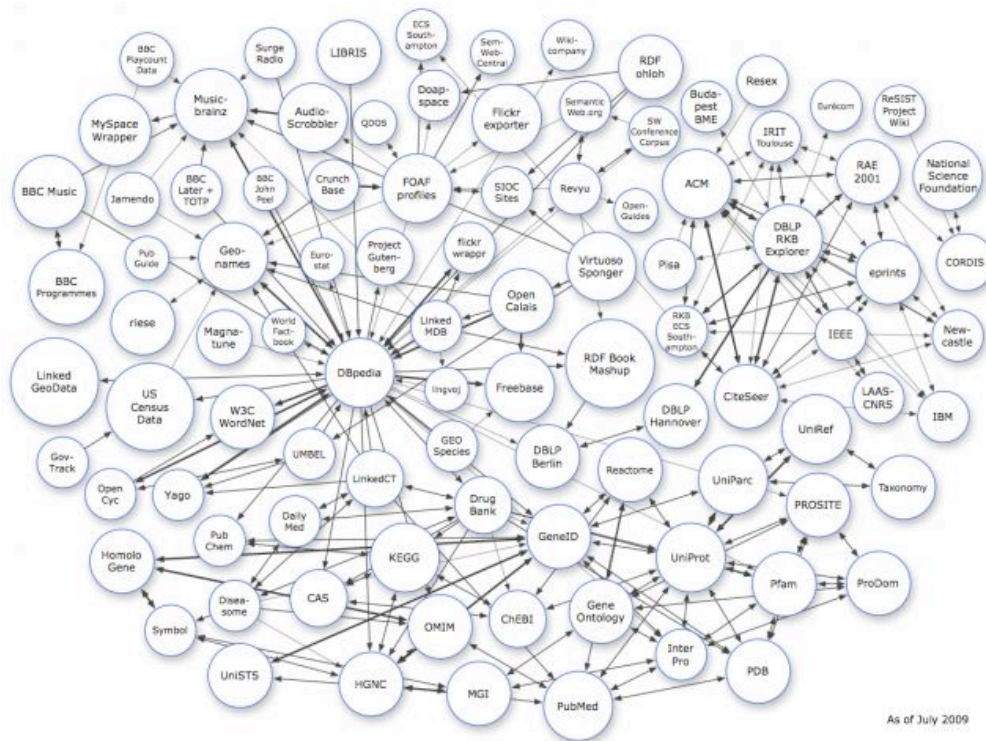 ECS
South-
ampton
Sem-
Web-
Central
Wiki-
company
BBC
Playcount
Data
Surge
Radio
LIBRIS
RDF
ohloh
Resex
Music-
brainz
Audio-
Scrobbler
QDOS
Doap-
space
Flickr
exporter
Semantic
Web.org
SW
Conference
Corpus
Buda-
pest
BME
IRIT
Toulouse
Eurécom
ReSIST
Project
Wiki
MySpace
Wrapper
BBC Music
Jamendo
BBC
Later +
TOTP
BBC
John
Peel
Crunch
Base
FOAF
profiles
SIOC
Sites
Revyu
Open-
Guides
ACM
RAE
2001
National
Science
Foundation
DBLP
RKB
Explorer
Pub
Guide
Geo-
names
Euro-
stat
Project
Guten-
berg
flickr
wrappr
Virtuoso
Sponger
Pisa
eprints
CORDIS
BBC
Programmes
riese
Magna-
tune
World
Fact-
book
Linked
MDB
Open
Calais
RKB
ECS
South-
ampton
IEEE
New-
castle
Linked
GeoData
US
Census
Data
W3C
WordNet
DBpedia
lingvoj
Freebase
RDF Book
Mashup
DBLP
Hannover
CiteSeer
LAAS-
CNRS
IBM
Gov-
Track
Open
Cyc
Yago
UMBEL
LinkedCT
GEO
Species
DBLP
Berlin
Reactome
UniParc
UniRef
Taxonomy
PROSITE
Daily
Med
Pub
Chem
Drug
Bank
KEGG
GeneID
UniProt
Pfam
ProDom
Homolo
Gene
Symbol
Disea-
some
CAS
OMIM
ChEBI
Gene
Ontology
Inter
Pro
PDB
UniSTS
HGNC
MGI
PubMed
As of July 2009